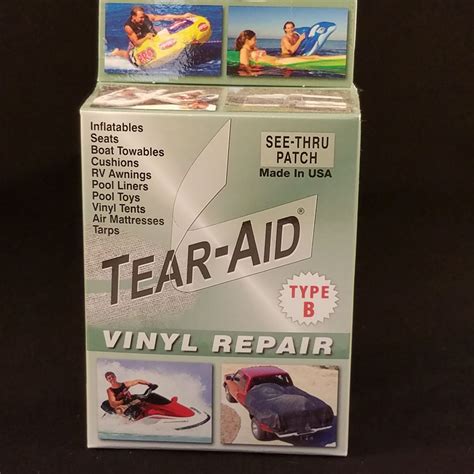 Inflatables
Seats
Boat Towables
Cushions
RV Awnings
Pool Liners
Pool Toys
Vinyl Tents
Air Mattresses
Tarps
SEE-THRU
PATCH
Made In USA
TEAR-AID®
TYPE
B
VINYL REPAIR